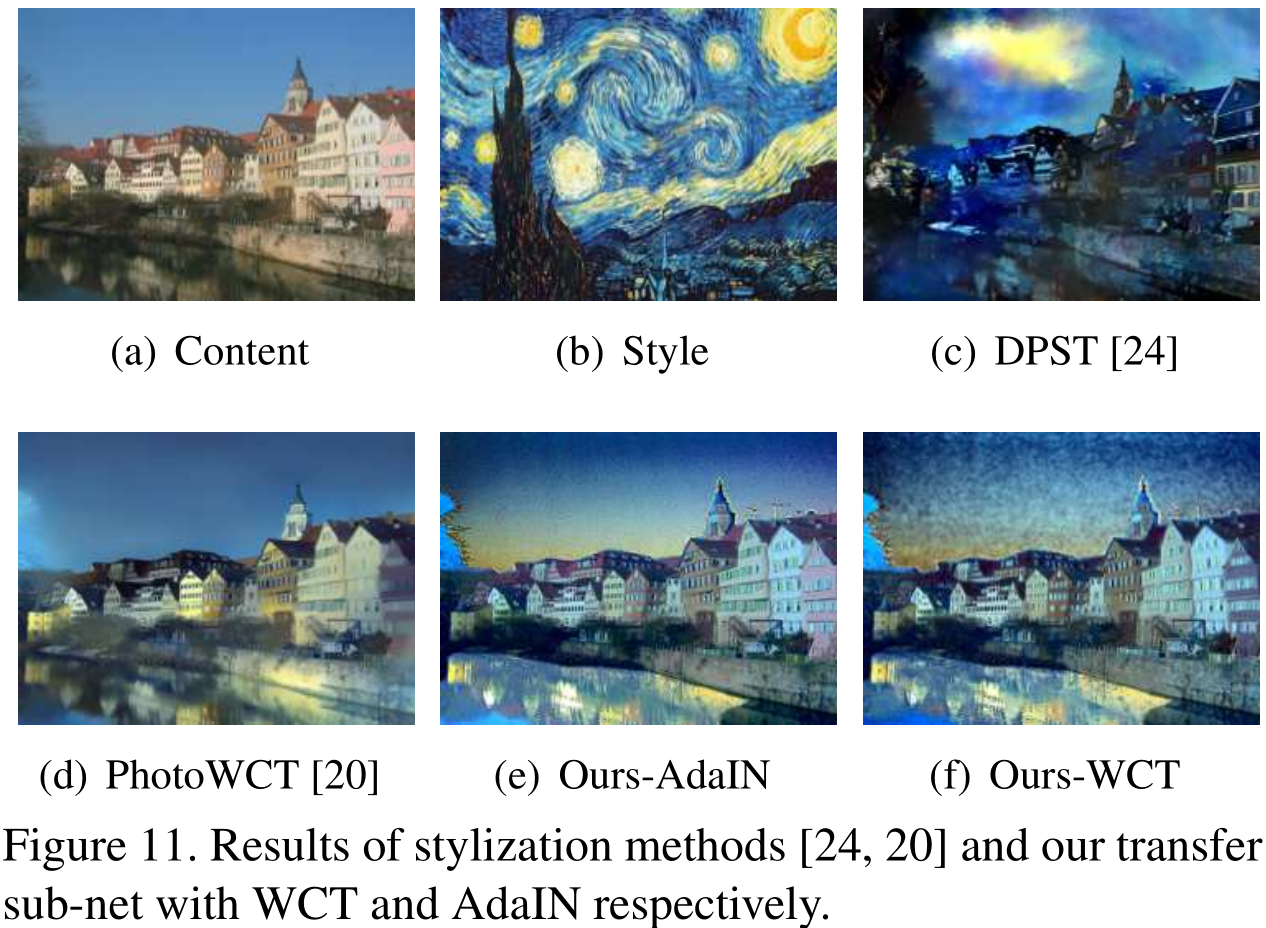 (a) Content
(b) Style
(c) DPST [24]
(d) PhotoWCT [20]
(e) Ours-AdaIN
(f) Ours-WCT
Figure 11. Results of stylization methods [24, 20] and our transfer
sub-net with WCT and AdaIN respectively.